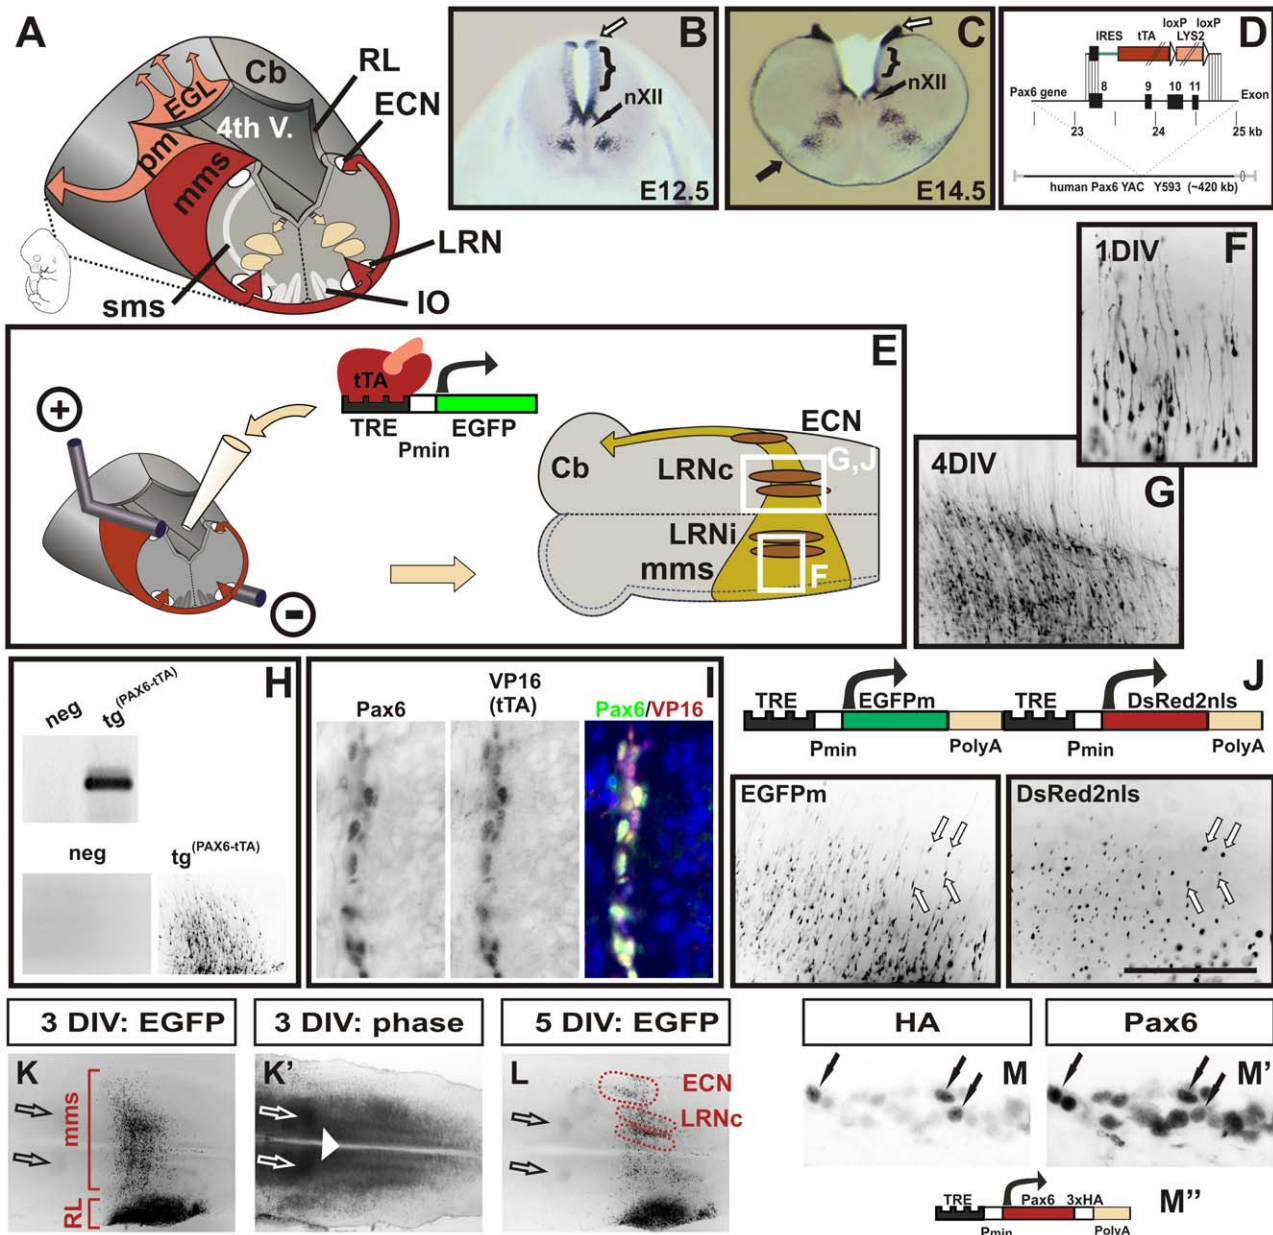 A
Cb
RL
ECN
EGL
4th V.
pm
mms
LRN
sms
IO
B
nXII
E12.5
C
nXII
E14.5
D
loxP loxP
IRES tTA LYS2
8 9 10 11
Pax6 gene Exon
23 24 25 kb
human Pax6 YAC Y593 (~420 kb)
1DIV F
4DIV G
E
tTA
TRE EGFP
Pmin
+
-
ECN
Cb
LRNc
G,J
LRNi
mms
F
H
neg tg(PAX6-tTA)
neg tg(PAX6-tTA)
I
Pax6 VP16 (tTA) Pax6/VP16
J
TRE EGFPm TRE DsRed2nls
Pmin PolyA Pmin PolyA
EGFPm DsRed2nls
3 DIV: EGFP 3 DIV: phase 5 DIV: EGFP
K K' L
mms
RL
ECN
LRNc
HA Pax6
M M'
TRE Pax6 3xHA M''
Pmin PolyA